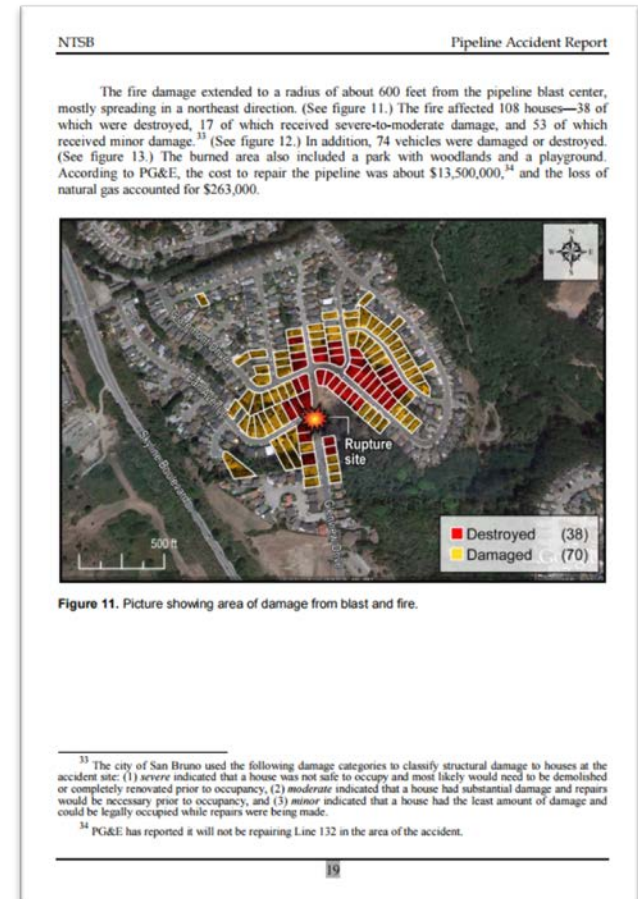 NTSB Pipeline Accident Report
The fire damage extended to a radius of about 600 feet from the pipeline blast center,
mostly spreading in a northeast direction. (See figure 11.) The fire affected 108 houses—38 of
which were destroyed, 17 of which received severe-to-moderate damage, and 53 of which
received minor damage.33 (See figure 12.) In addition, 74 vehicles were damaged or destroyed.
(See figure 13.) The burned area also included a park with woodlands and a playground.
According to PG&E, the cost to repair the pipeline was about $13,500,000,34 and the loss of
natural gas accounted for $263,000.
N
W E
S
Skyline Boulevard
Rupture
site
500 ft
Destroyed (38)
Damaged (70)
Figure 11. Picture showing area of damage from blast and fire.
33 The city of San Bruno used the following damage categories to classify structural damage to houses at the
accident site: (1) severe indicated that a house was not safe to occupy and most likely would need to be demolished
or completely renovated prior to occupancy, (2) moderate indicated that a house had substantial damage and repairs
would be necessary prior to occupancy, and (3) minor indicated that a house had the least amount of damage and
could be legally occupied while repairs were being made.
34 PG&E has reported it will not be repairing Line 132 in the area of the accident.
19